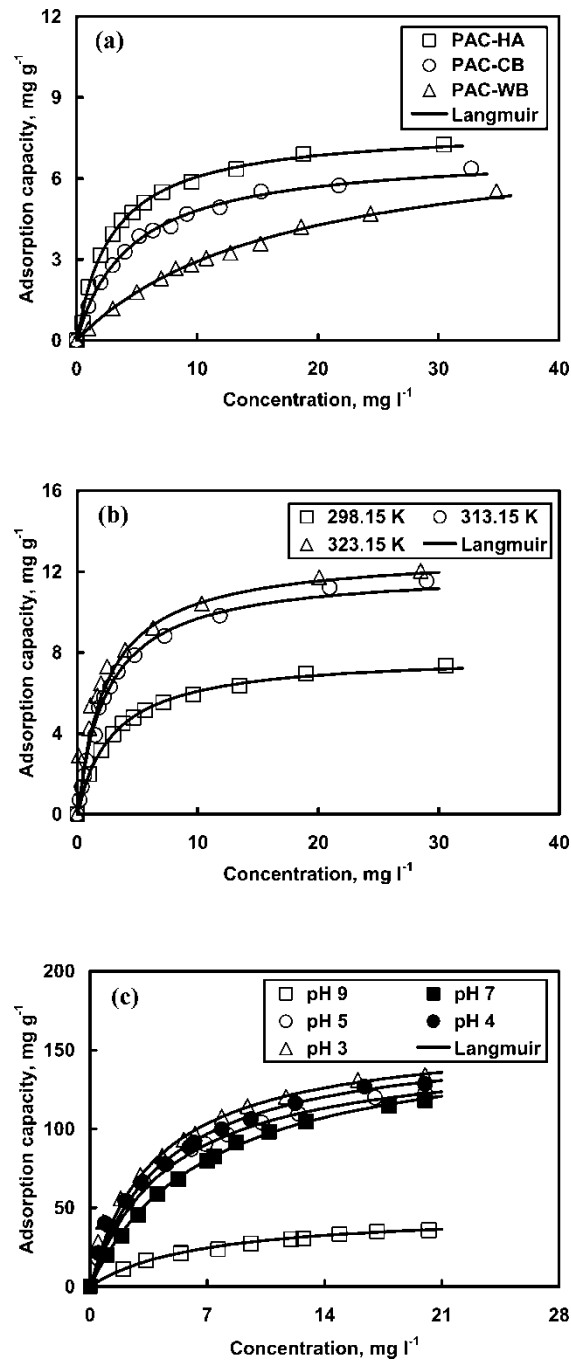 (a)
PAC-HA
PAC-CB
PAC-WB
Langmuir
12
9
6
3
0
Adsorption capacity, mg g⁻¹
0 10 20 30 40
Concentration, mg l⁻¹
(b)
298.15 K 313.15 K
323.15 K Langmuir
16
12
8
4
0
Adsorption capacity, mg g⁻¹
0 10 20 30 40
Concentration, mg l⁻¹
(c)
pH 9 pH 7
pH 5 pH 4
pH 3 Langmuir
200
150
100
50
0
Adsorption capacity, mg g⁻¹
0 7 14 21 28
Concentration, mg l⁻¹